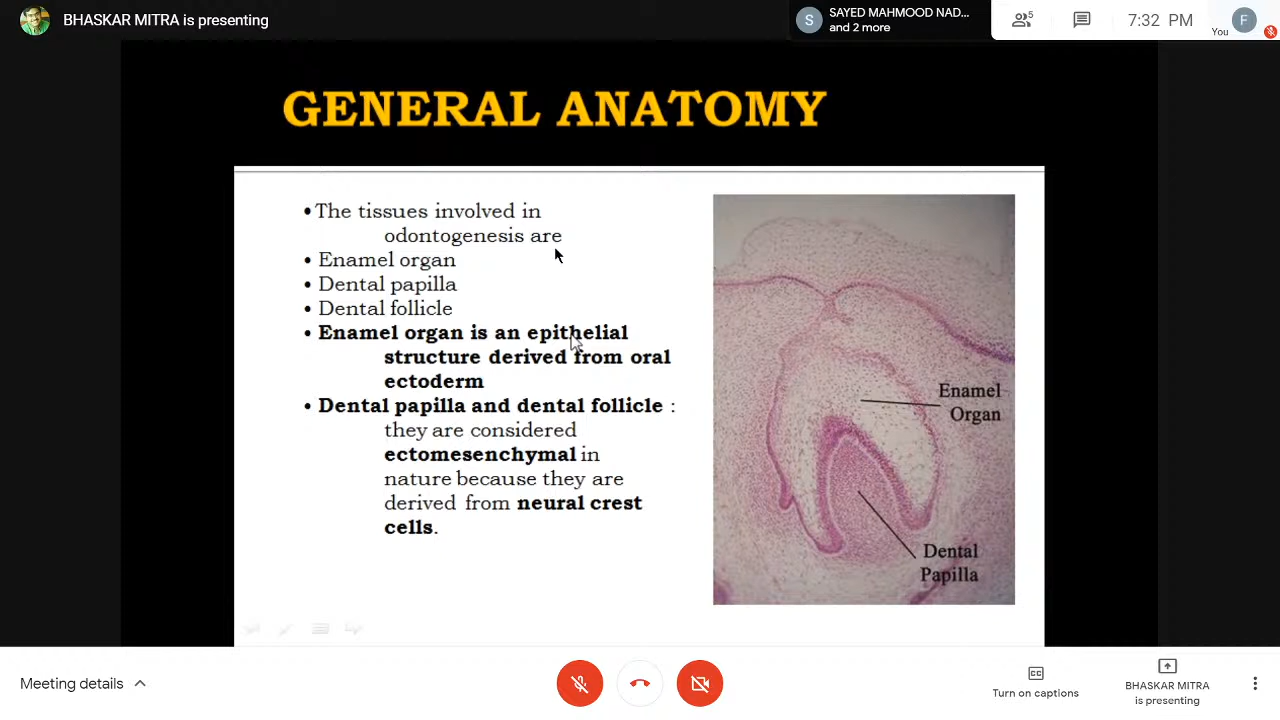 BHASKAR MITRA is presenting
S
SAYED MAHMOOD NAD...
and 2 more
5
7:32 PM
You
F
GENERAL ANATOMY
•The tissues involved in
odontogenesis are
• Enamel organ
• Dental papilla
• Dental follicle
• Enamel organ is an epithelial
structure derived from oral
ectoderm
• Dental papilla and dental follicle :
they are considered
ectomesenchymal in
nature because they are
derived from neural crest
cells.
Enamel
Organ
Dental
Papilla
Meeting details
CC
Turn on captions
BHASKAR MITRA
is presenting